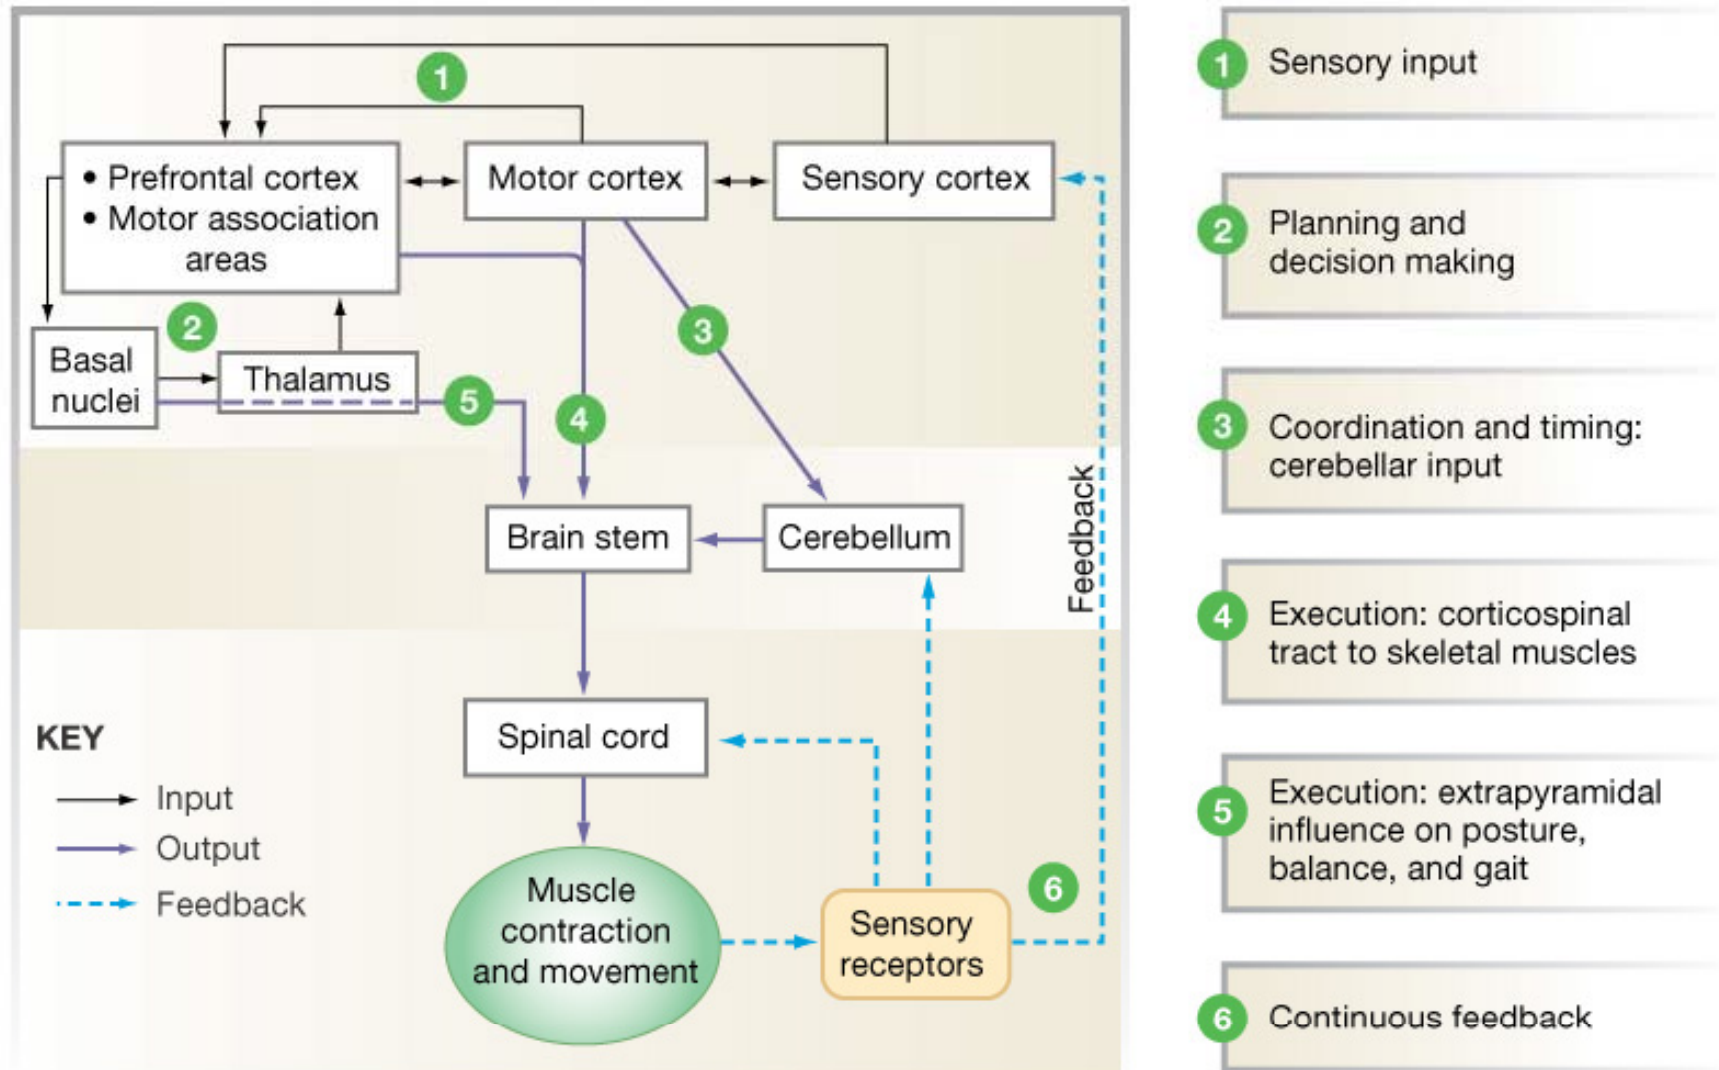 1
• Prefrontal cortex
• Motor association
areas
Motor cortex
Sensory cortex
2
Basal
nuclei
Thalamus
3
4
5
Brain stem
Cerebellum
Feedback
Spinal cord
KEY
Input
Output
Feedback
Muscle
contraction
and movement
Sensory
receptors
6
1 Sensory input
2 Planning and
decision making
3 Coordination and timing:
cerebellar input
4 Execution: corticospinal
tract to skeletal muscles
5 Execution: extrapyramidal
influence on posture,
balance, and gait
6 Continuous feedback